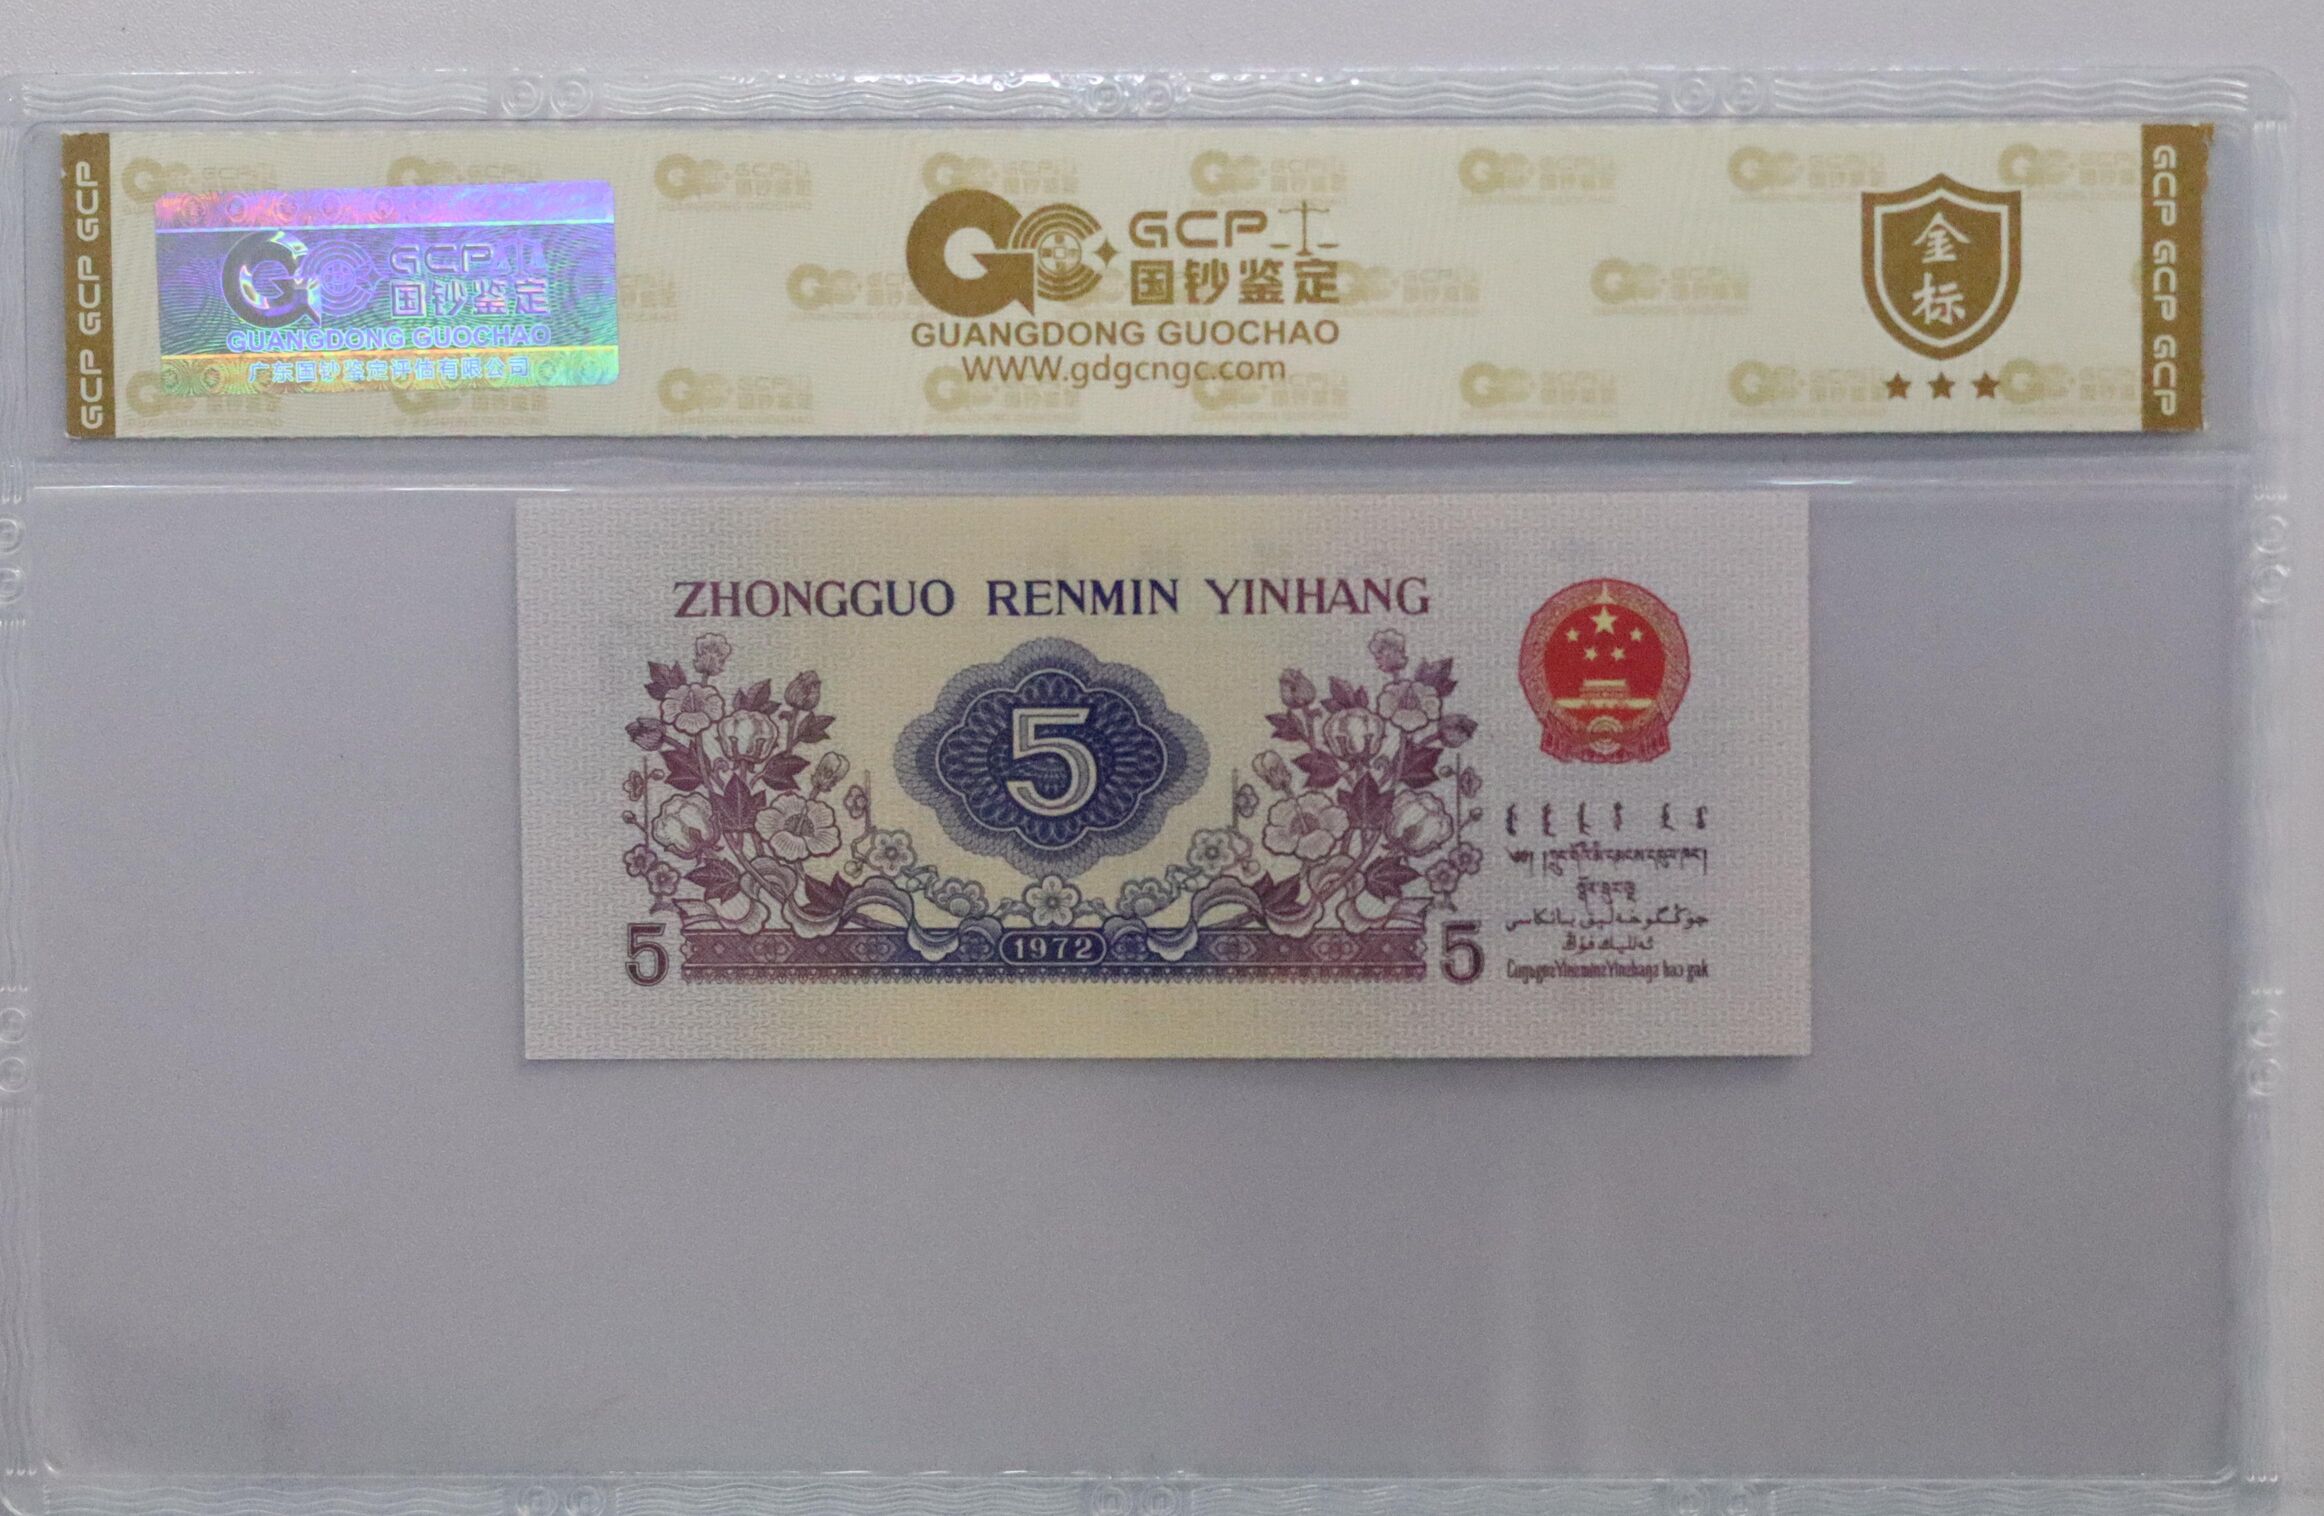 GCP GCP GCP
GCP
国钞鉴定
GUANGDONG GUOCHAO
广东国钞鉴定评估有限公司
GCP
国钞鉴定
GUANGDONG GUOCHAO
WWW.gdgcngc.com
金标
GCP GCP GCP
ZHONGGUO RENMIN YINHANG
5
5
1972
5